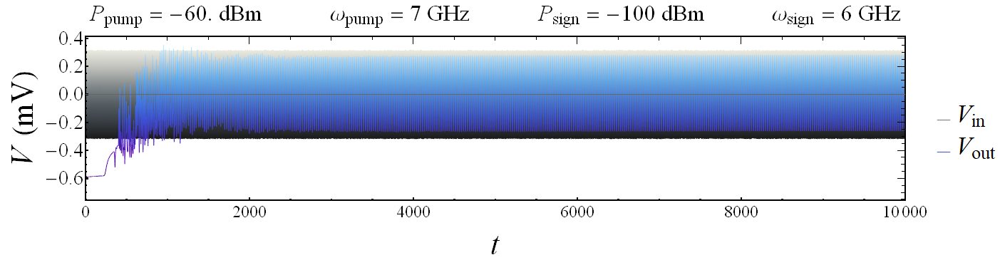 P_pump = −60. dBm ω_pump = 7 GHz P_sign = −100 dBm ω_sign = 6 GHz
0.4
0.2
0.0
−0.2
−0.4
−0.6
V (mV)
V_in
V_out
0 2000 4000 6000 8000 10 000
t